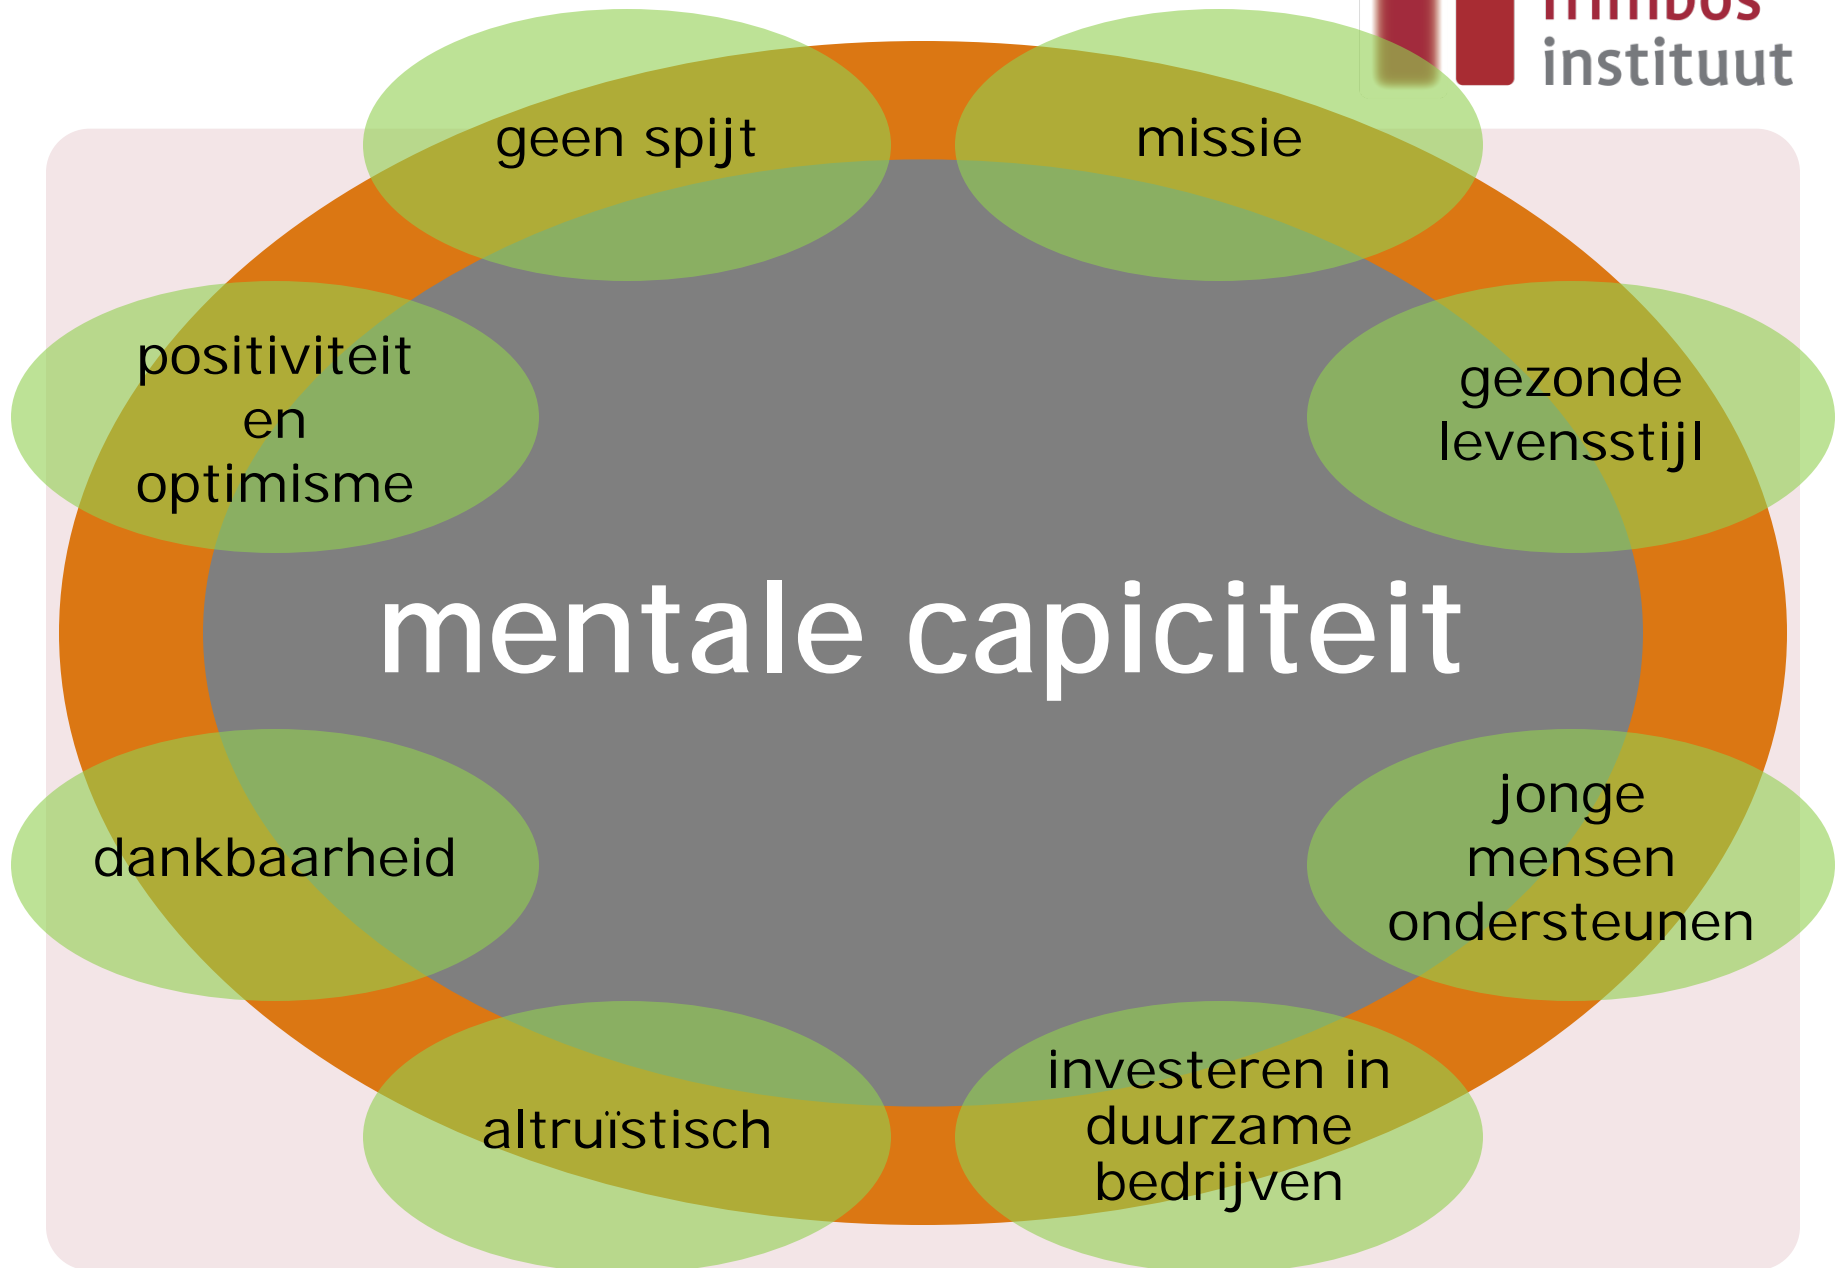 instituut
geen spijt
missie
positiviteit
en
optimisme
gezonde
levensstijl
mentale capiciteit
dankbaarheid
jonge
mensen
ondersteunen
altruïstisch
investeren in
duurzame
bedrijven